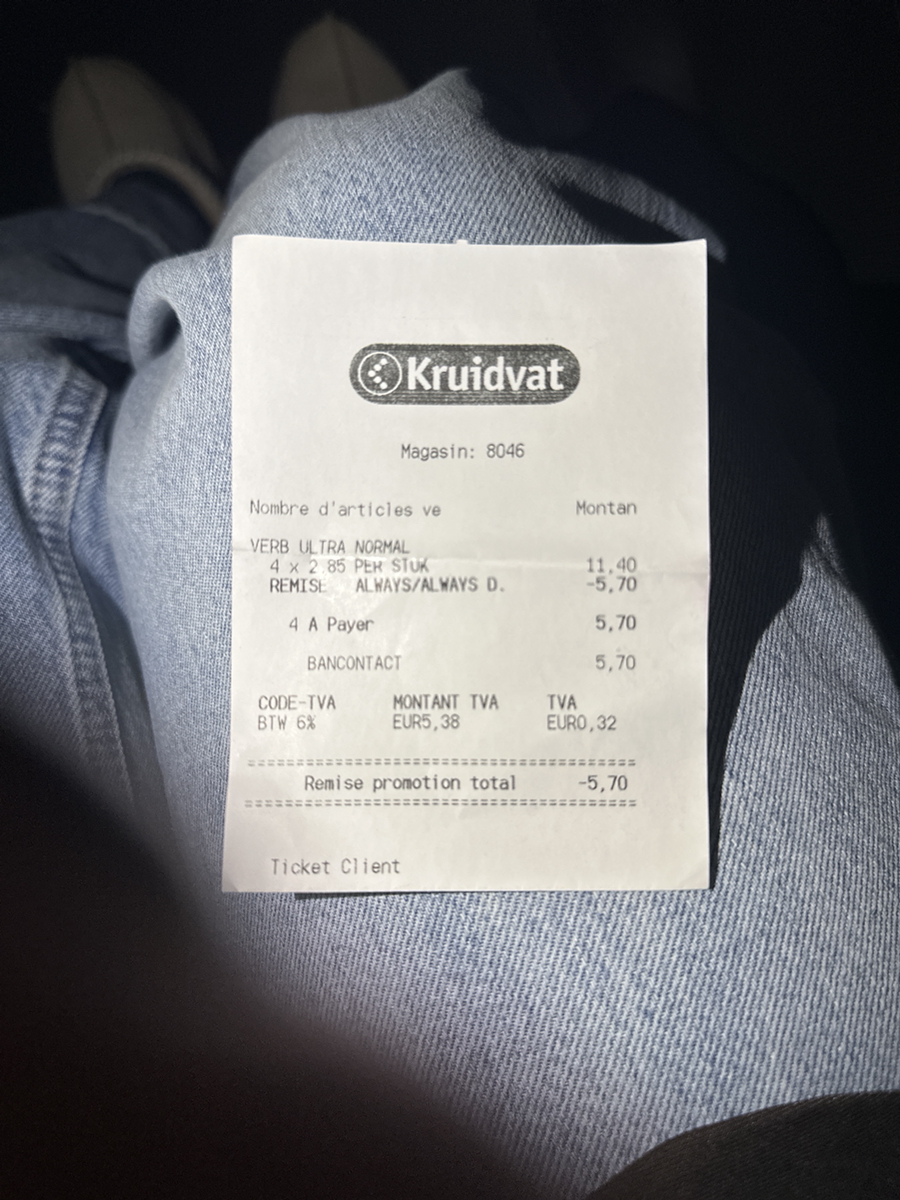 Kruidvat
Magasin: 8046
Nombre d'articles ve Montan
VERB ULTRA NORMAL
4 x 2.85 PER STUK 11,40
REMISE ALWAYS/ALWAYS D. -5,70
4 A Payer 5,70
BANCONTACT 5,70
CODE-TVA MONTANT TVA TVA
BTW 6% EUR5,38 EUR0,32
==========================================
Remise promotion total -5,70
==========================================
Ticket Client